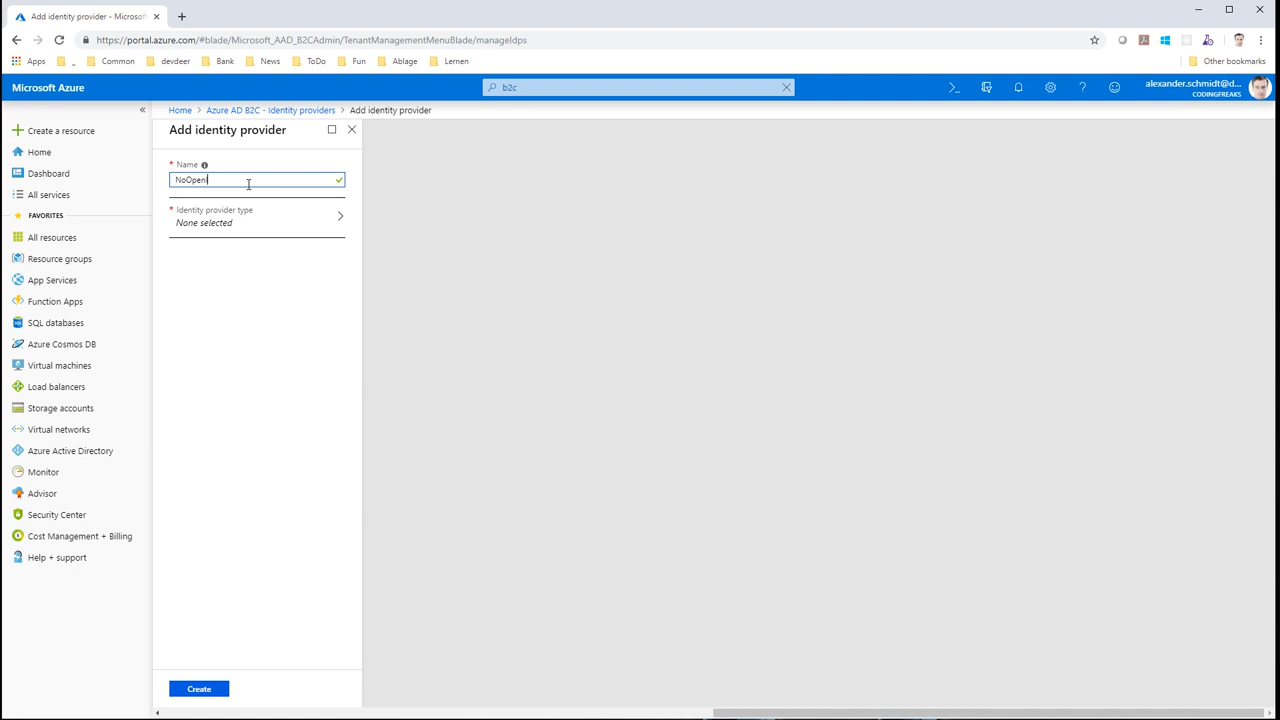 Add identity provider - Microsof
https://portal.azure.com/#blade/Microsoft_AAD_B2CAdmin/TenantManagementMenuBlade/manageIdps
Apps _ Common devdeer Bank News ToDo Fun Ablage Lernen Other bookmarks
Microsoft Azure b2c alexander.schmidt@d...
CODINGFREAKS
Home > Azure AD B2C - Identity providers > Add identity provider
Add identity provider
* Name
NoOpenI
* Identity provider type
None selected
Create
Create a resource
Home
Dashboard
All services
FAVORITES
All resources
Resource groups
App Services
Function Apps
SQL databases
Azure Cosmos DB
Virtual machines
Load balancers
Storage accounts
Virtual networks
Azure Active Directory
Monitor
Advisor
Security Center
Cost Management + Billing
Help + support